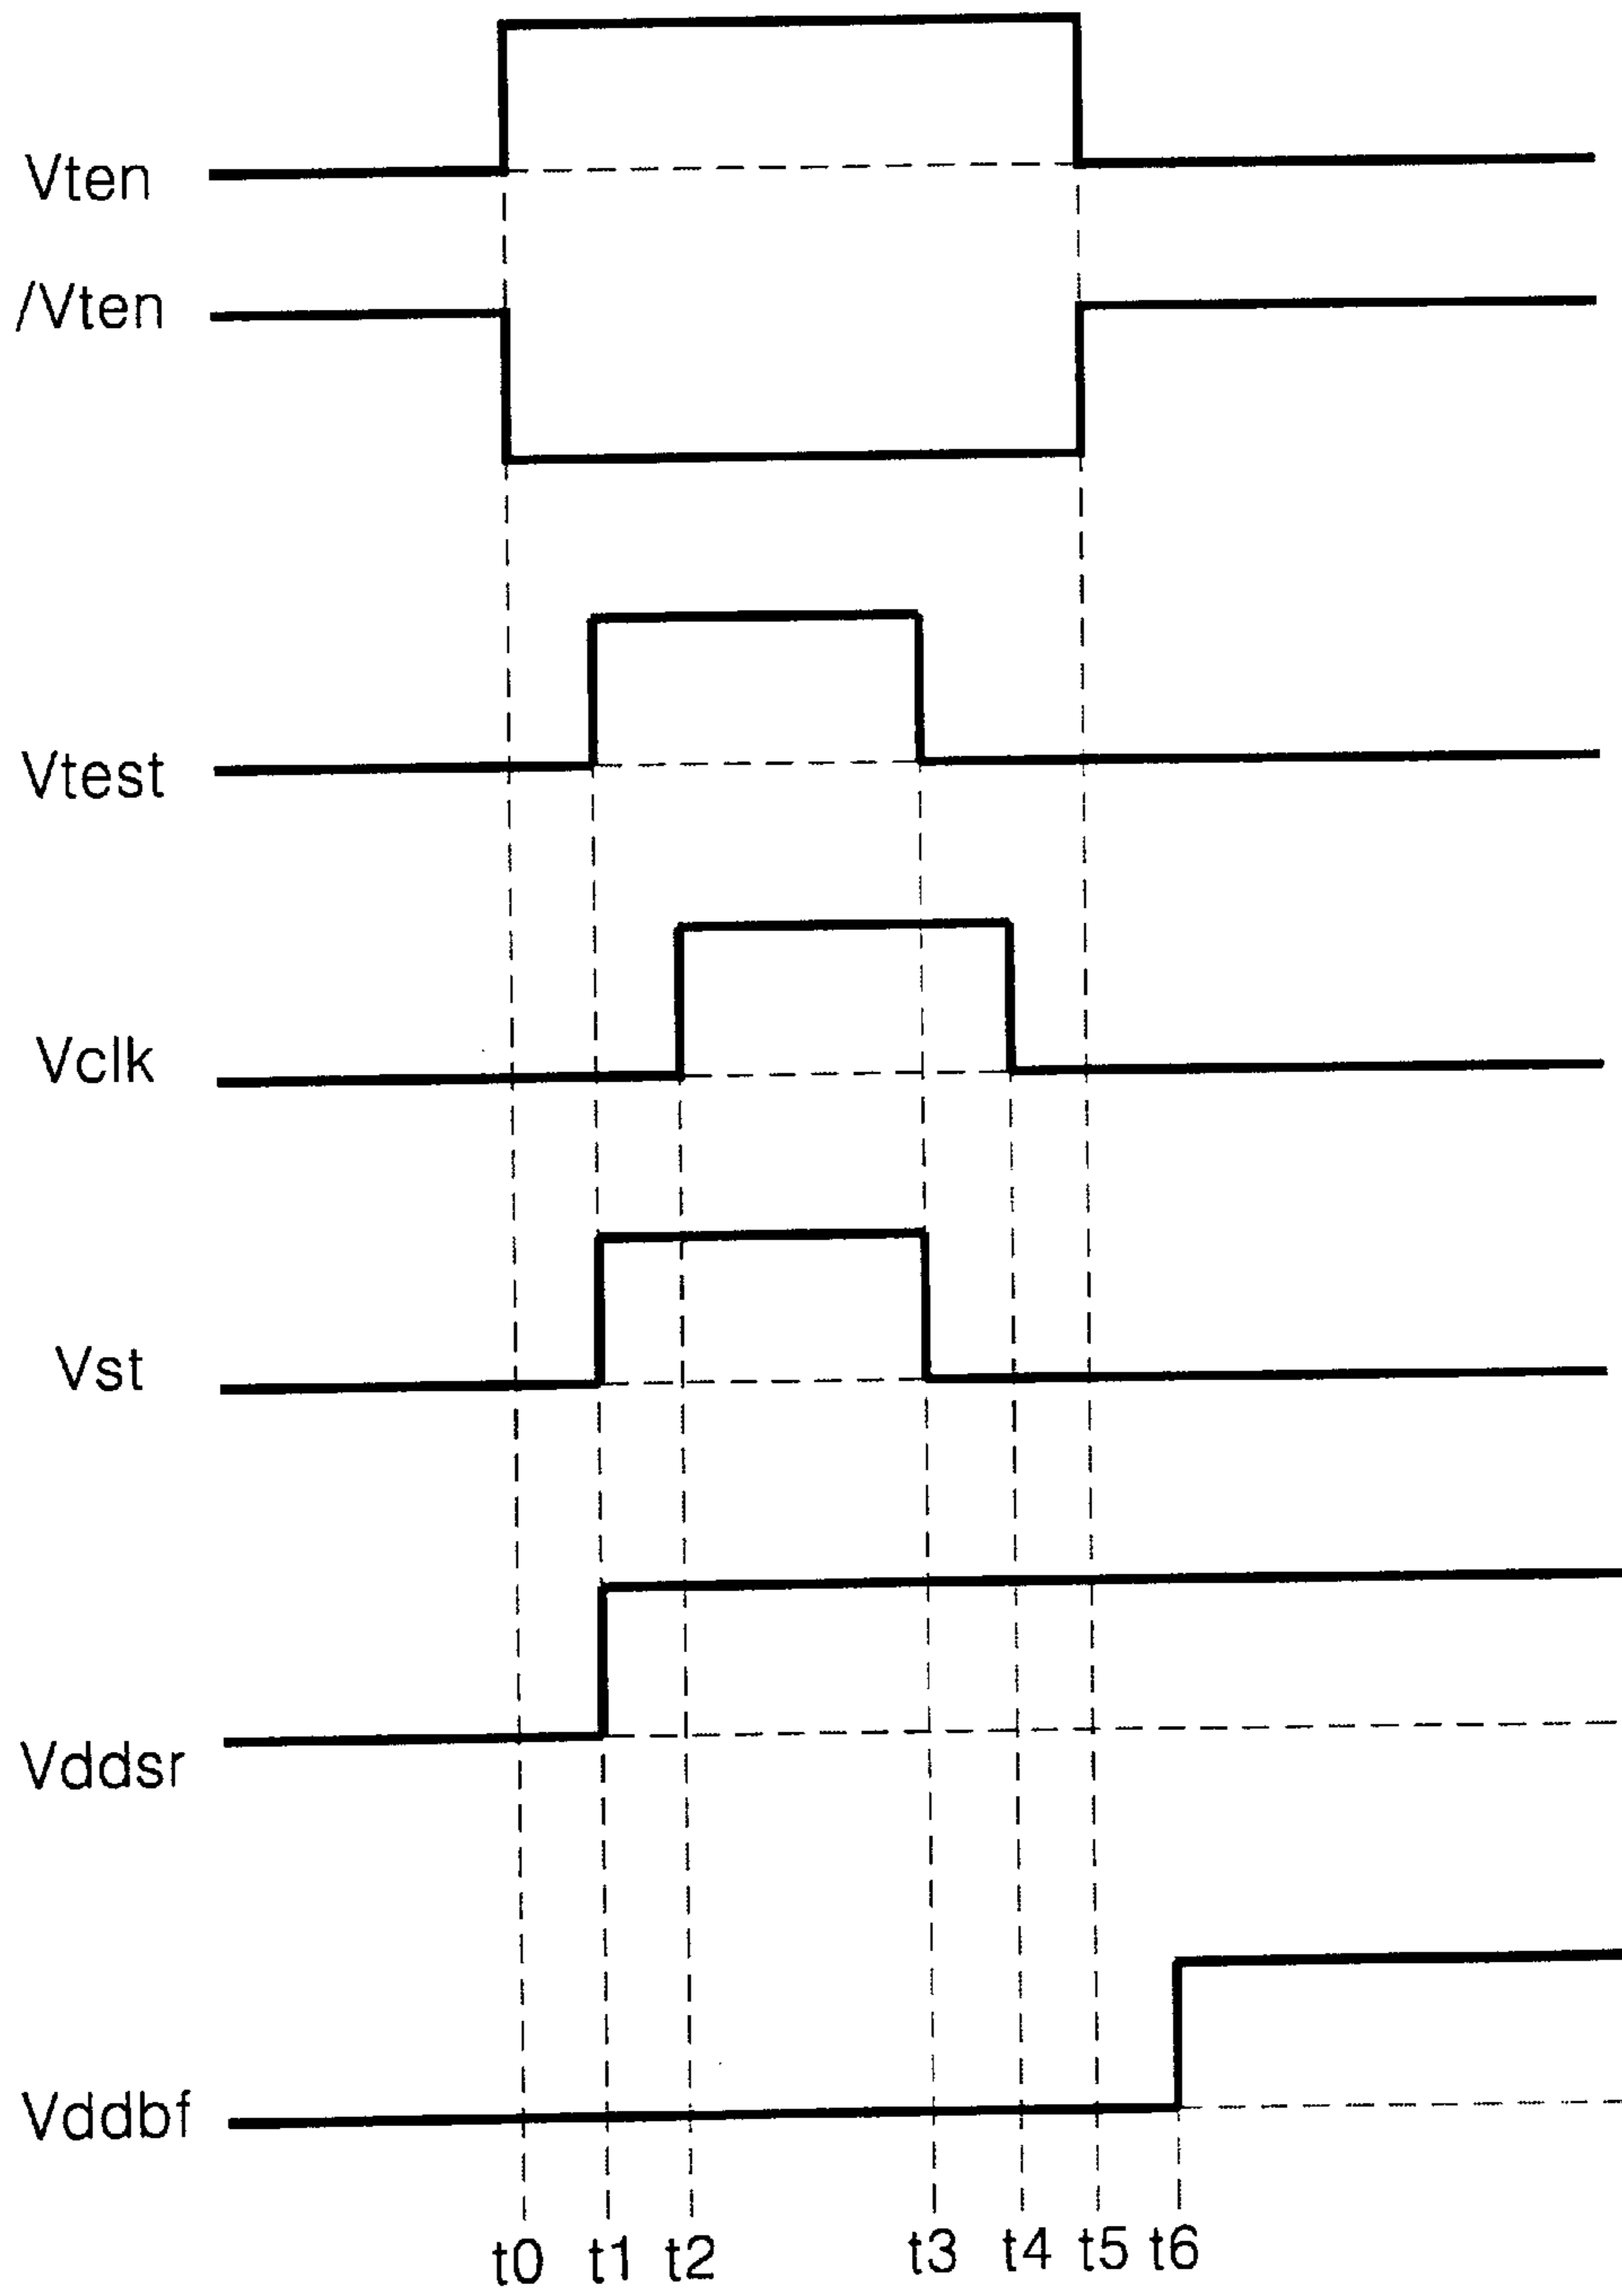 Vten
/Vten
Vtest
Vclk
Vst
Vddsr
Vddbf
t0 t1 t2 t3 t4 t5 t6